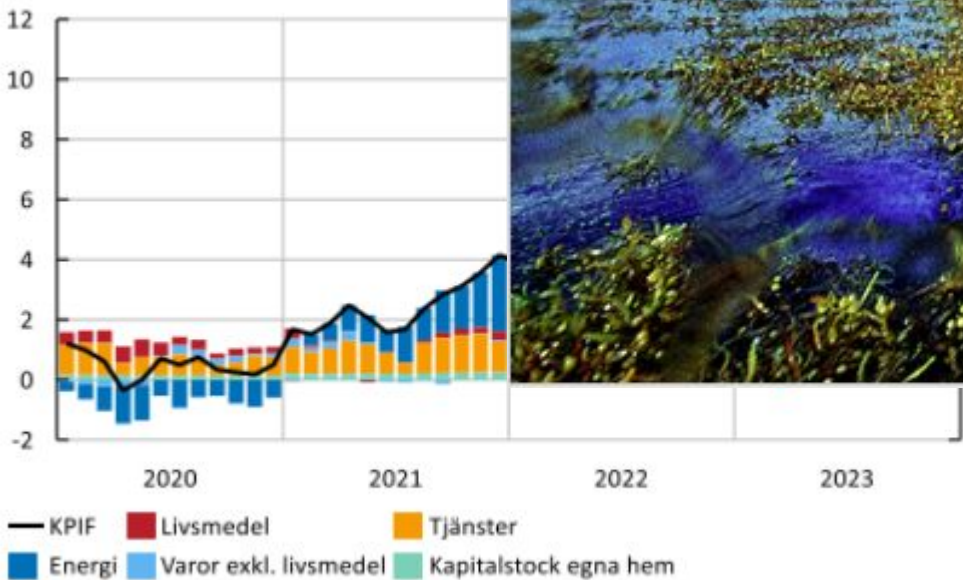 12
10
8
6
4
2
0
-2
2020 2021 2022 2023
KPIF Livsmedel Tjänster
Energi Varor exkl. livsmedel Kapitalstock egna hem